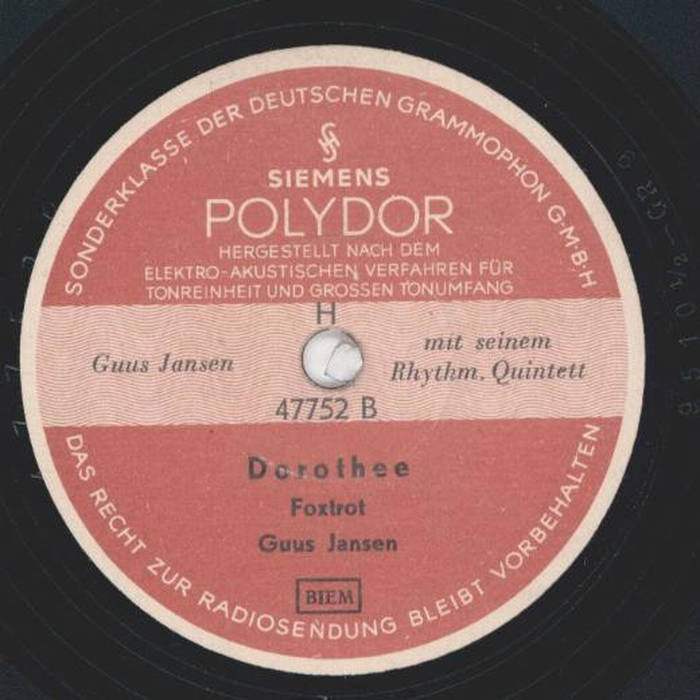 SONDERKLASSE DER DEUTSCHEN GRAMMOPHON G·M·B·H
SIEMENS
POLYDOR
HERGESTELLT NACH DEM
ELEKTRO-AKUSTISCHEN VERFAHREN FÜR
TONREINHEIT UND GROSSEN TONUMFANG
H
Guus Jansen
mit seinem
Rhythm. Quintett
47752 B
Dorothee
Foxtrot
Guus Jansen
BIEM
DAS RECHT ZUR RADIOSENDUNG BLEIBT VORBEHALTEN